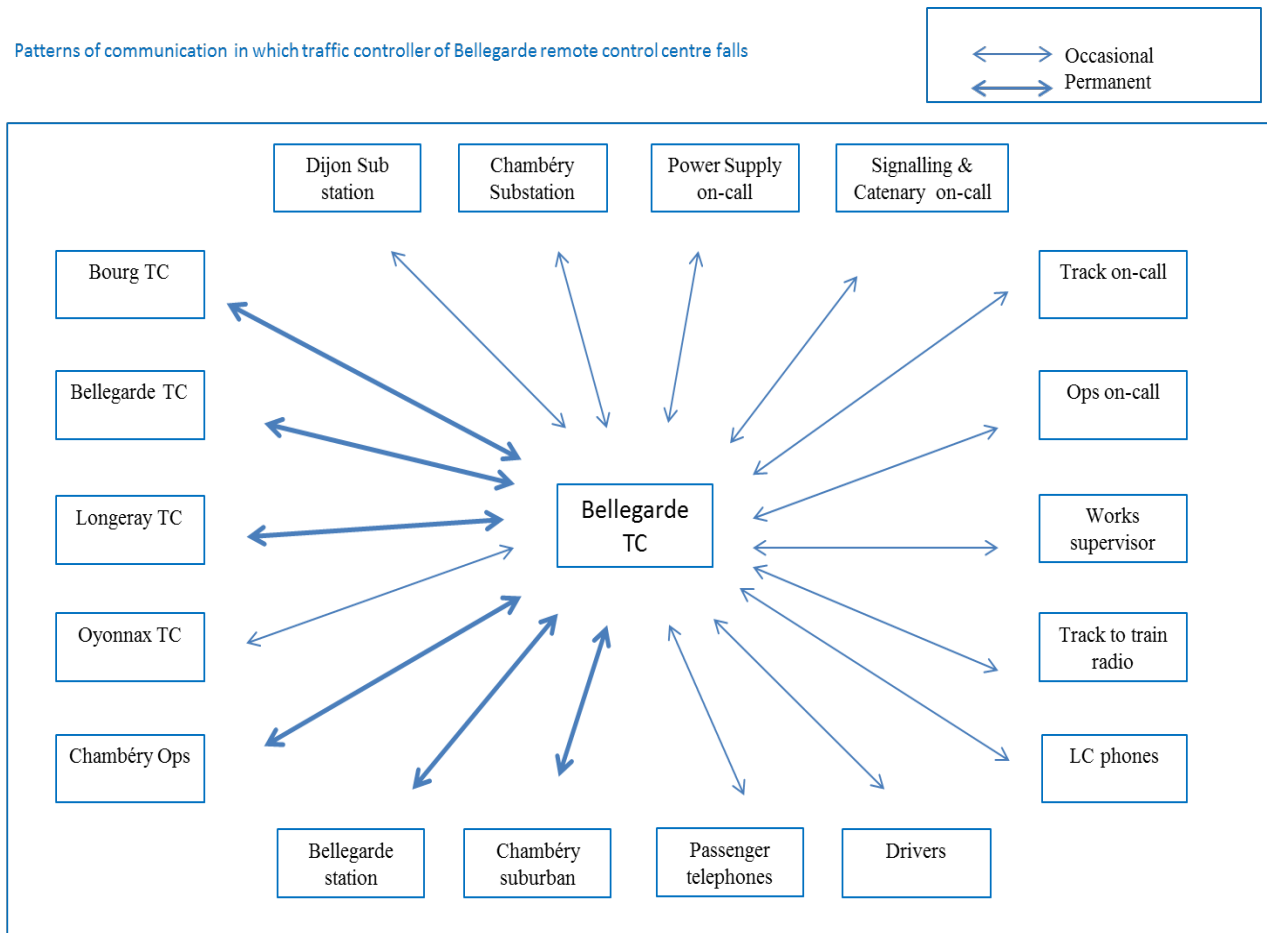 Patterns of communication in which traffic controller of Bellegarde remote control centre falls
Occasional
Permanent
Dijon Sub
station
Chambéry
Substation
Power Supply
on-call
Signalling &
Catenary on-call
Bourg TC
Track on-call
Bellegarde TC
Ops on-call
Longeray TC
Bellegarde
TC
Works
supervisor
Oyonnax TC
Track to train
radio
Chambéry Ops
LC phones
Bellegarde
station
Chambéry
suburban
Passenger
telephones
Drivers